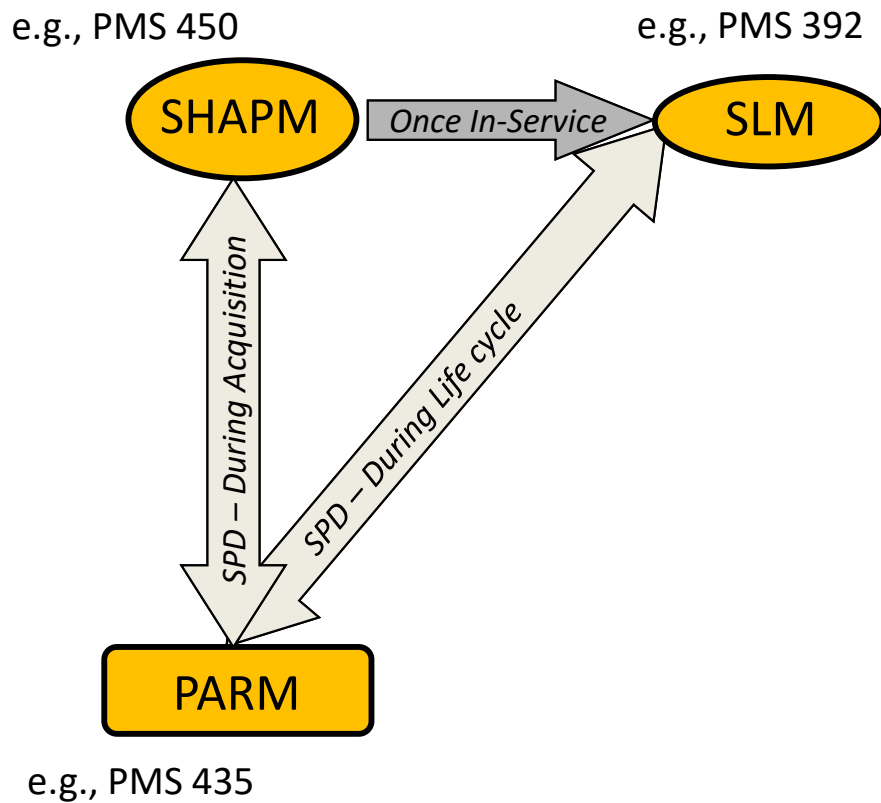 e.g., PMS 450
e.g., PMS 392
SHAPM
Once In-Service
SLM
SPD – During Acquisition
SPD – During Life cycle
PARM
e.g., PMS 435